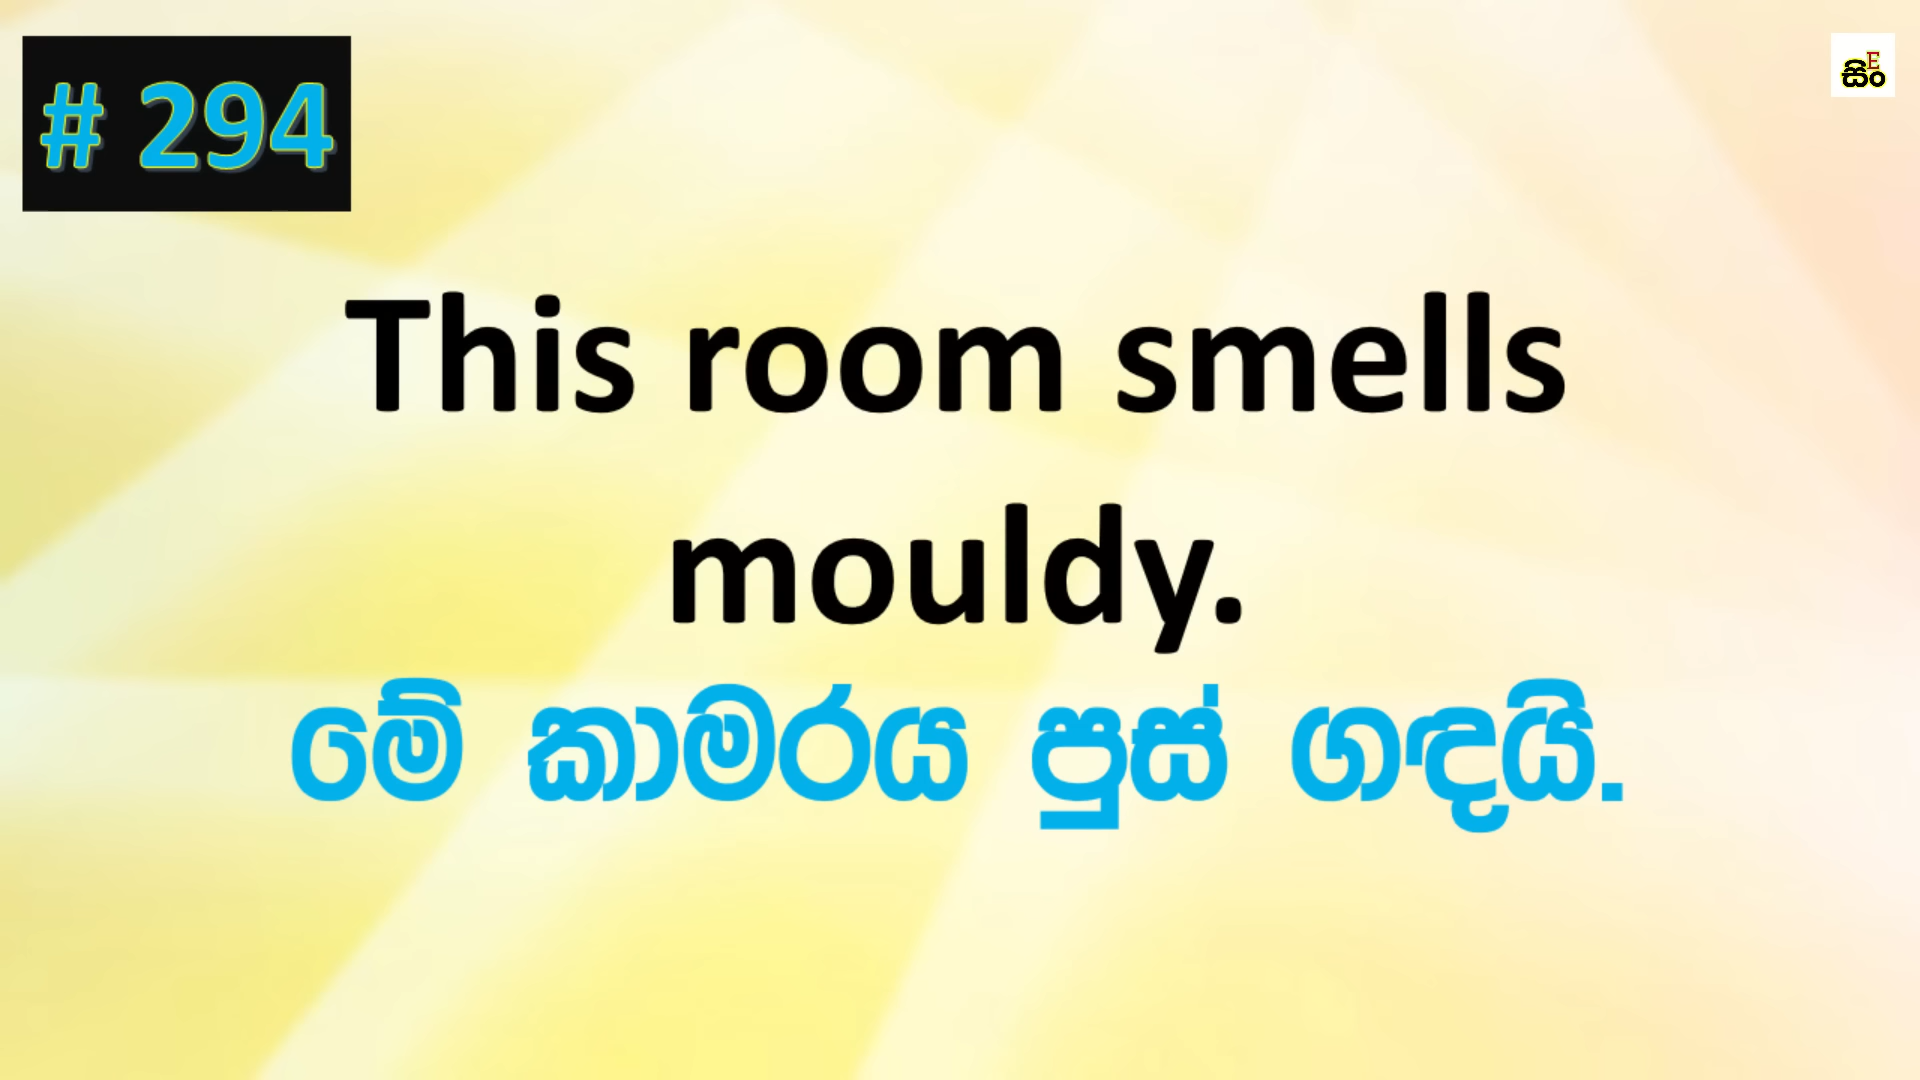 # 294
E
සිං
This room smells
mouldy.
මේ කාමරය පුස් ගඳයි.